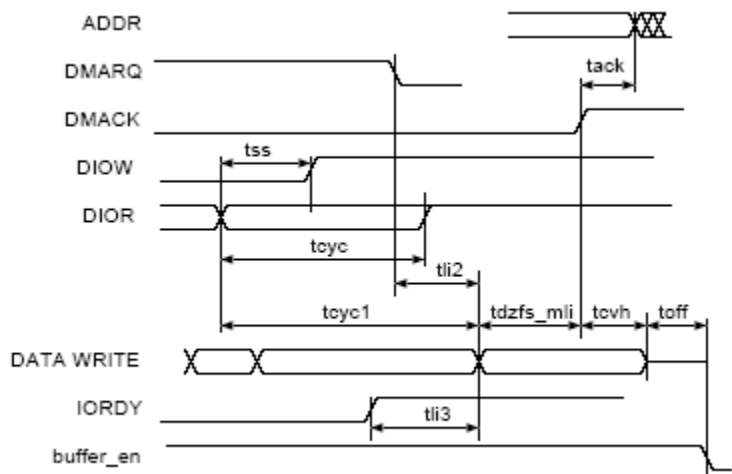 ADDR
DMARQ
tack
DMACK
tss
DIOW
DIOR
tcyc
tli2
tcyc1
tdzfs_mli
tcvh
toff
DATA WRITE
IORDY
tli3
buffer_en